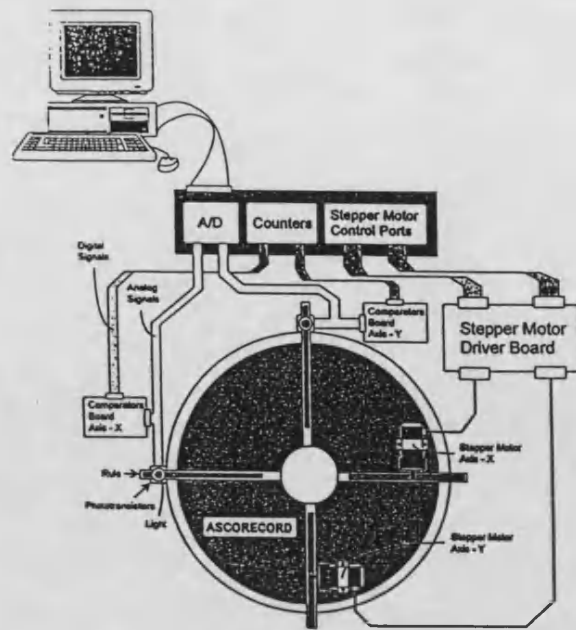 A/D
Counters
Stepper Motor
Control Ports
Digital
Signals
Analog
Signals
Comparators
Board
Axis - Y
Stepper Motor
Driver Board
Comparators
Board
Axis - X
Stepper Motor
Axis - X
Rule
Phototransistors
Light
ASCORECORD
Stepper Motor
Axis - Y